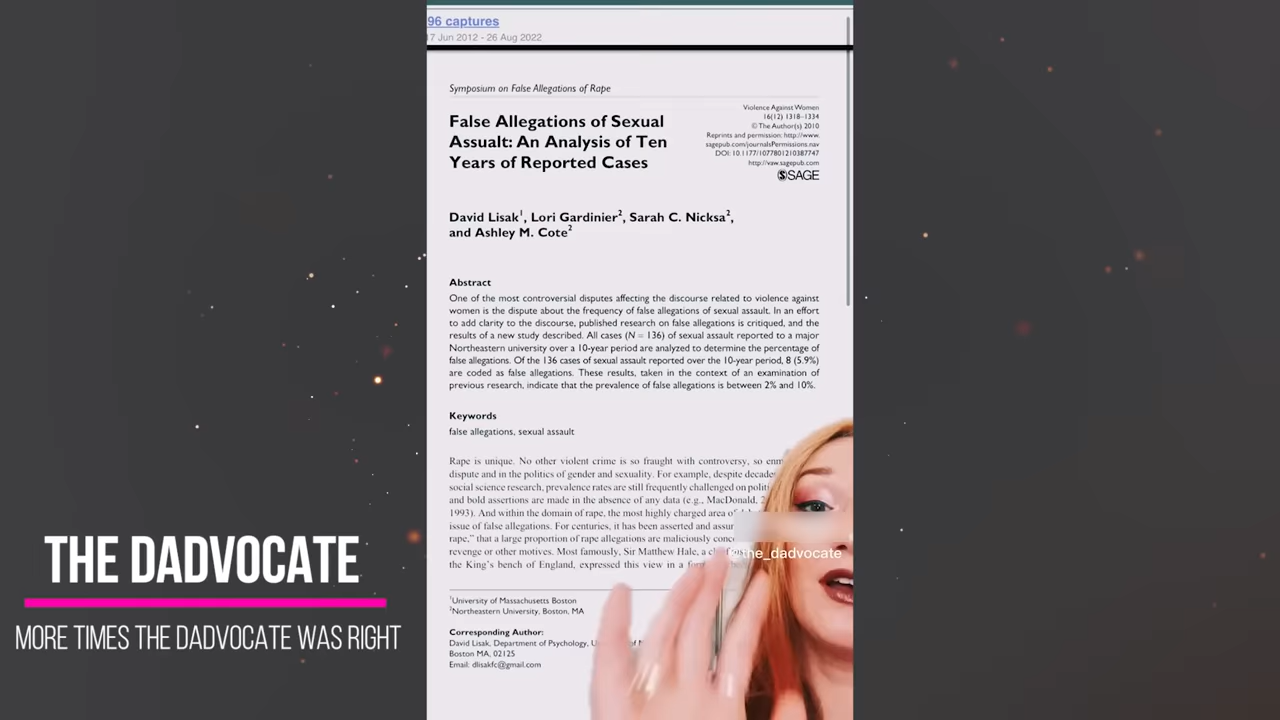 96 captures
17 Jun 2012 - 26 Aug 2022
Symposium on False Allegations of Rape
False Allegations of Sexual
Assualt: An Analysis of Ten
Years of Reported Cases
Violence Against Women
16(12) 1318–1334
© The Author(s) 2010
Reprints and permission: http://www.
sagepub.com/journalsPermissions.nav
DOI: 10.1177/1077801210387747
http://vaw.sagepub.com
SAGE
David Lisak1, Lori Gardinier2, Sarah C. Nicksa2,
and Ashley M. Cote2
Abstract
One of the most controversial disputes affecting the discourse related to violence against
women is the dispute about the frequency of false allegations of sexual assault. In an effort
to add clarity to the discourse, published research on false allegations is critiqued, and the
results of a new study described. All cases (N = 136) of sexual assault reported to a major
Northeastern university over a 10-year period are analyzed to determine the percentage of
false allegations. Of the 136 cases of sexual assault reported over the 10-year period, 8 (5.9%)
are coded as false allegations. These results, taken in the context of an examination of
previous research, indicate that the prevalence of false allegations is between 2% and 10%.
Keywords
false allegations, sexual assault
Rape is unique. No other violent crime is so fraught with controversy, so
dispute and in the politics of gender and sexuality. For example, despite
social science research, prevalence rates are still frequently challenged on
and bold assertions are made in the absence of any data (e.g., MacDonald,
1993). And within the domain of rape, the most highly charged area of
issue of false allegations. For centuries, it has been asserted and
rape,” that a large proportion of rape allegations are maliciously
revenge or other motives. Most famously, Sir Matthew Hale, a
the King's bench of England, expressed this view in a
@the_dadvocate
1University of Massachusetts Boston
2Northeastern University, Boston, MA
Corresponding Author:
David Lisak, Department of Psychology,
Boston MA, 02125
Email: dlisakfc@gmail.com
THE DADVOCATE
MORE TIMES THE DADVOCATE WAS RIGHT